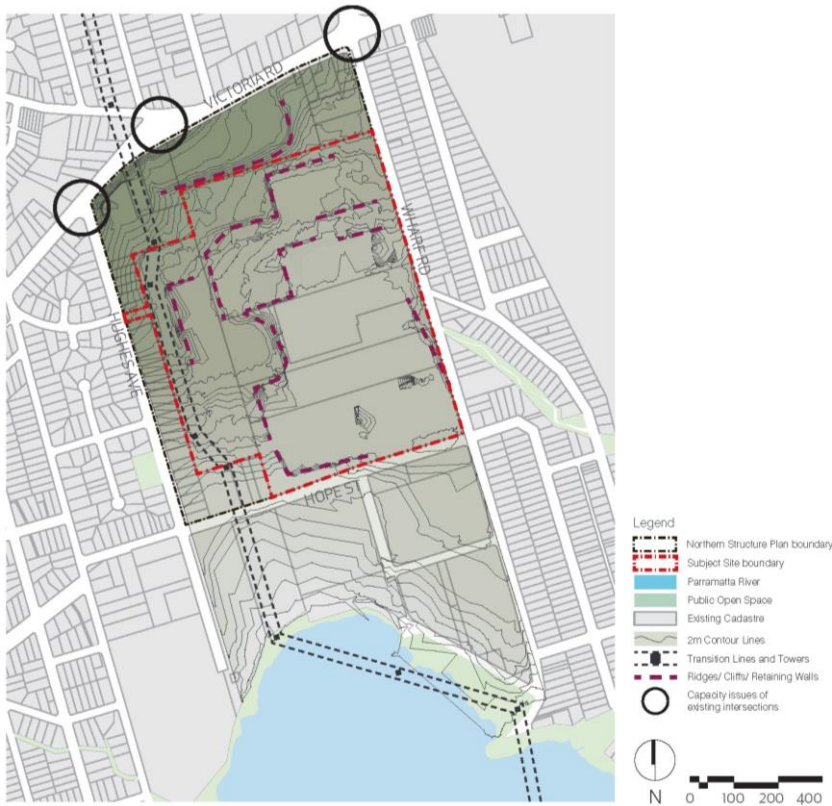 VICTORIA RD
WHARF RD
HUGHES AVE
HOPE ST
Legend
Northern Structure Plan boundary
Subject Site boundary
Parramatta River
Public Open Space
Existing Cadastre
2m Contour Lines
Transition Lines and Towers
Ridges/ Cliffs/ Retaining Walls
Capacity issues of
existing intersections
N
0 100 200 400